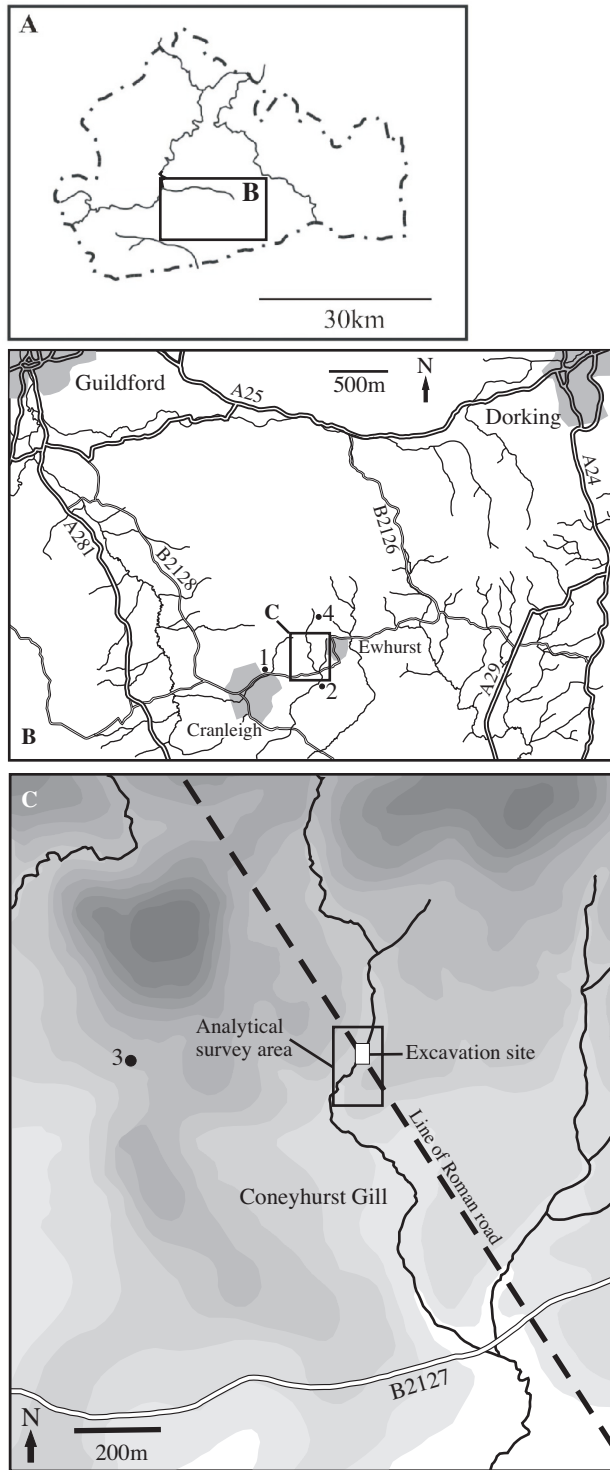 A
B
30km
Guildford
A25
500m
N
Dorking
A24
A281
B2128
B2126
C
4
1
Ewhurst
2
A29
Cranleigh
B
C
Analytical
survey area
Excavation site
3
Line of Roman road
Coneyhurst Gill
B2127
N
200m